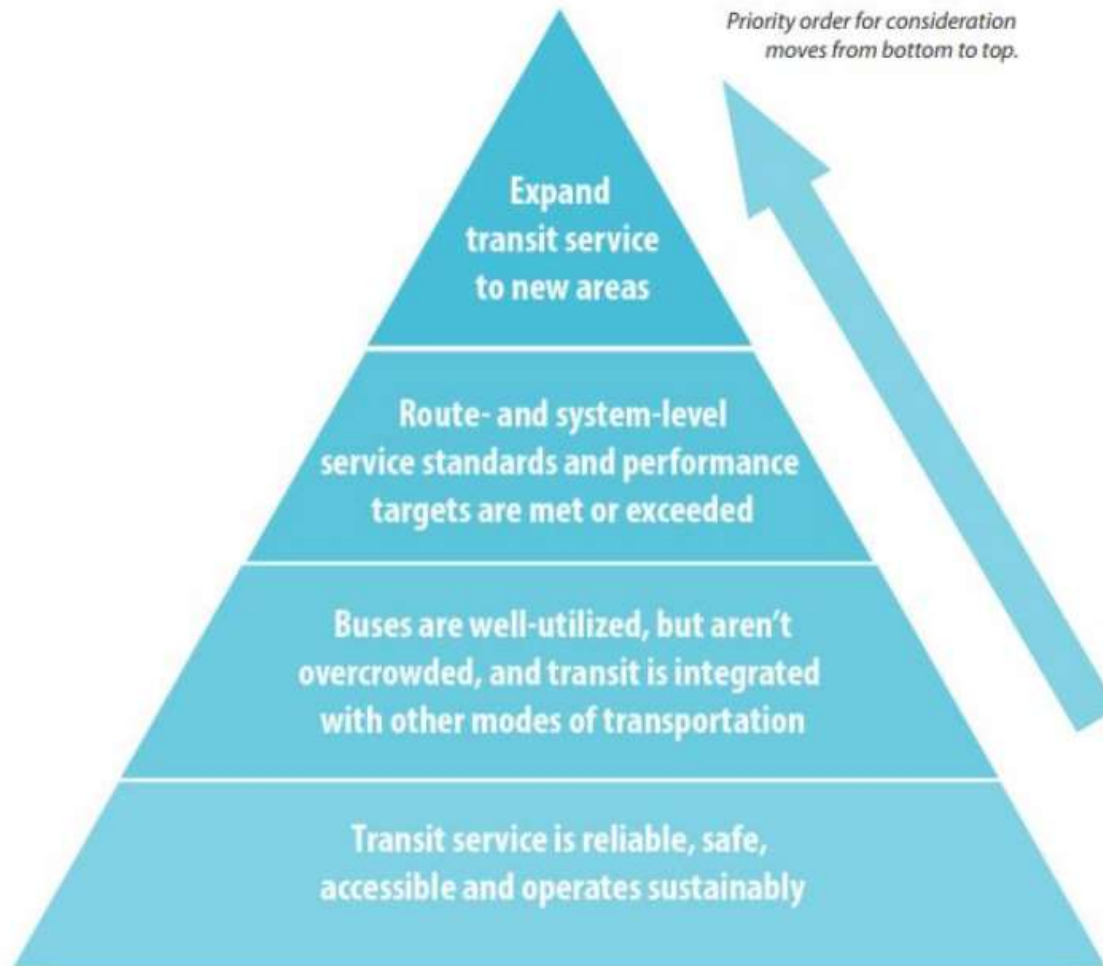 Priority order for consideration
moves from bottom to top.
Expand
transit service
to new areas
Route- and system-level
service standards and performance
targets are met or exceeded
Buses are well-utilized, but aren’t
overcrowded, and transit is integrated
with other modes of transportation
Transit service is reliable, safe,
accessible and operates sustainably